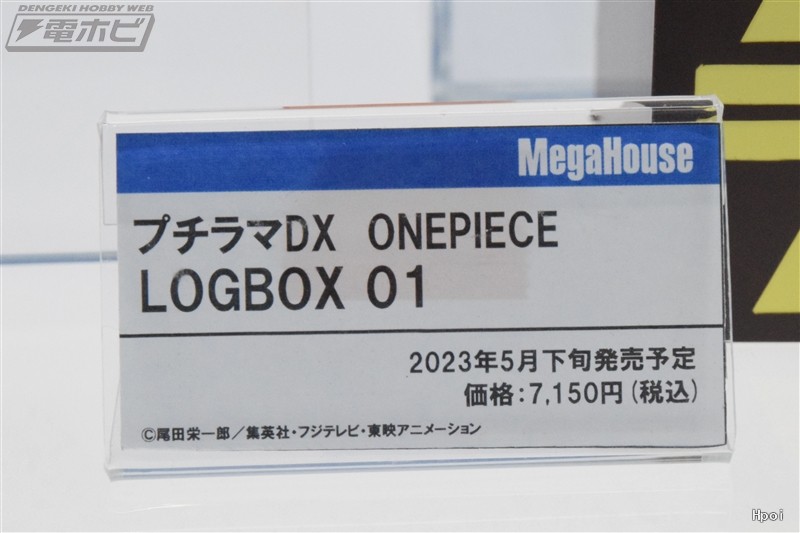 DENGEKI HOBBY WEB
電ホビ
MegaHouse
プチラマDX ONEPIECE
LOGBOX 01
2023年5月下旬発売予定
価格:7,150円(税込)
©尾田栄一郎／集英社・フジテレビ・東映アニメーション
Hpoi